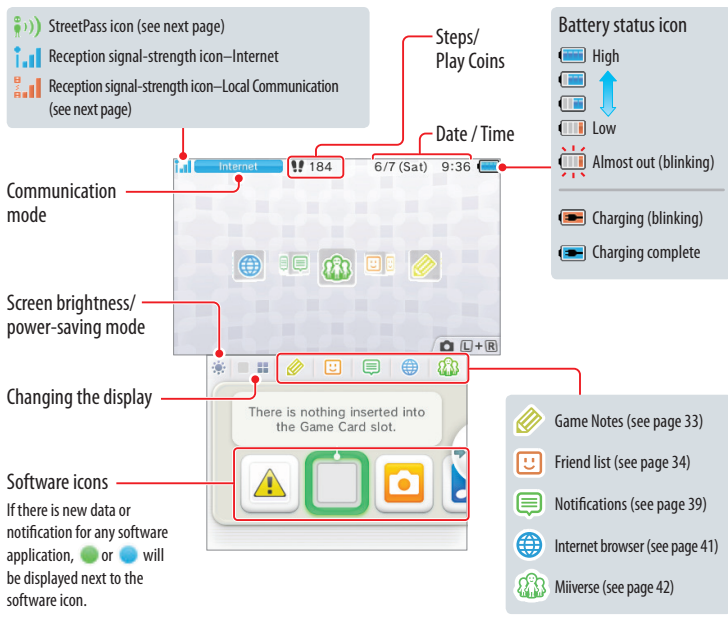 StreetPass icon (see next page)
Reception signal-strength icon–Internet
Reception signal-strength icon–Local Communication
(see next page)
Steps/
Play Coins
Date / Time
Battery status icon
High
Low
Almost out (blinking)
Charging (blinking)
Charging complete
Internet
184
6/7 (Sat)
9:36
Communication
mode
L+R
Screen brightness/
power-saving mode
Changing the display
There is nothing inserted into
the Game Card slot.
Software icons
If there is new data or
notification for any software
application, or will
be displayed next to the
software icon.
Game Notes (see page 33)
Friend list (see page 34)
Notifications (see page 39)
Internet browser (see page 41)
Miiverse (see page 42)